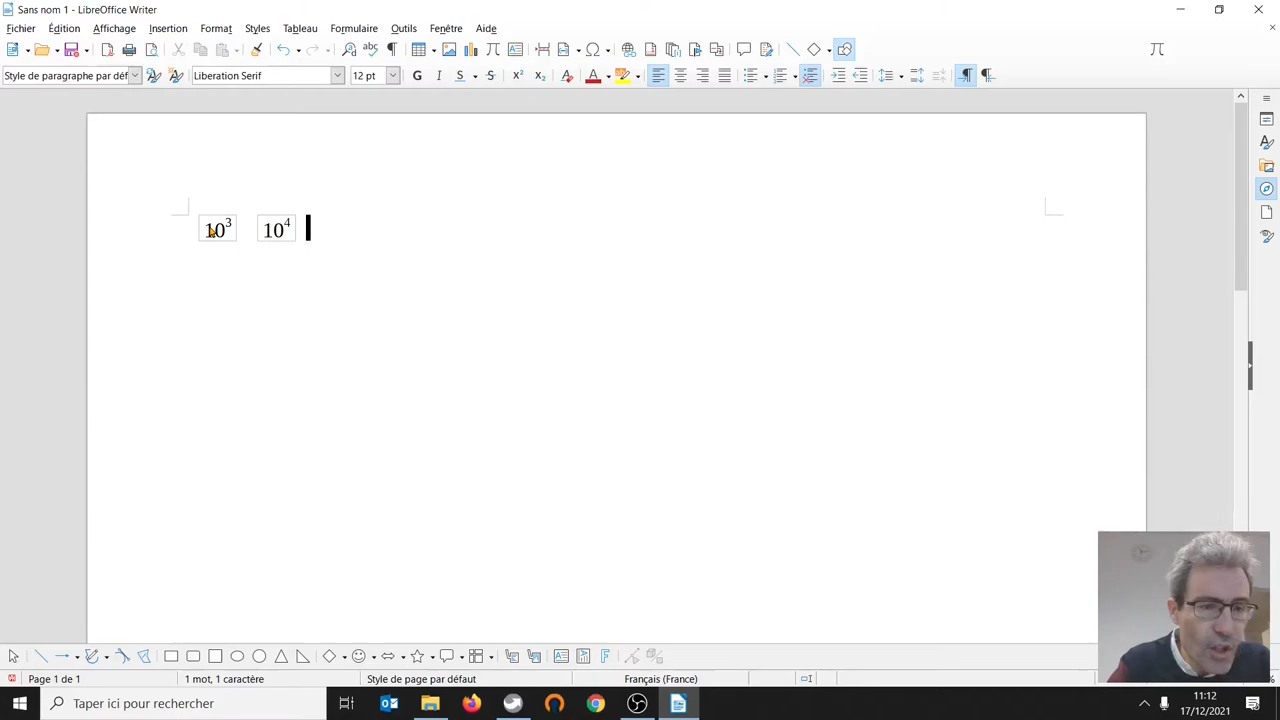 Sans nom 1 - LibreOffice Writer
Fichier Édition Affichage Insertion Format Styles Tableau Formulaire Outils Fenêtre Aide
Style de paragraphe par déf Liberation Serif 12 pt G I S S
10³ 10⁴
Page 1 de 1 1 mot, 1 caractère Style de page par défaut Français (France)
Taper ici pour rechercher
11:12
17/12/2021